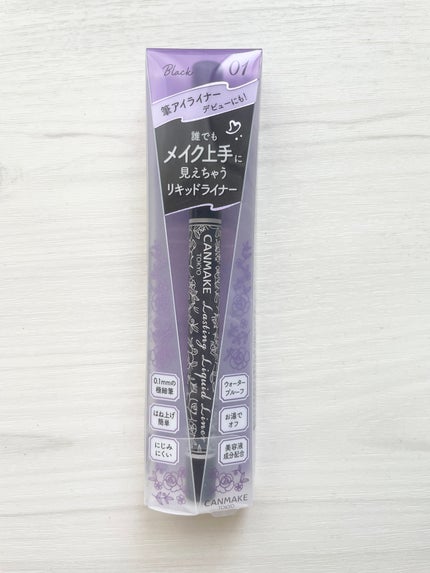 Black
01
筆アイライナー
デビューにも!
誰でも
メイク上手に
見えちゃう
リキッドライナー
CANMAKE
TOKYO
Lasting Liquid Liner
0.1mmの
極細筆
ウォーター
プルーフ
はね上げ
簡単
お湯で
オフ
にじみ
にくい
美容液
成分配合
CANMAKE
TOKYO